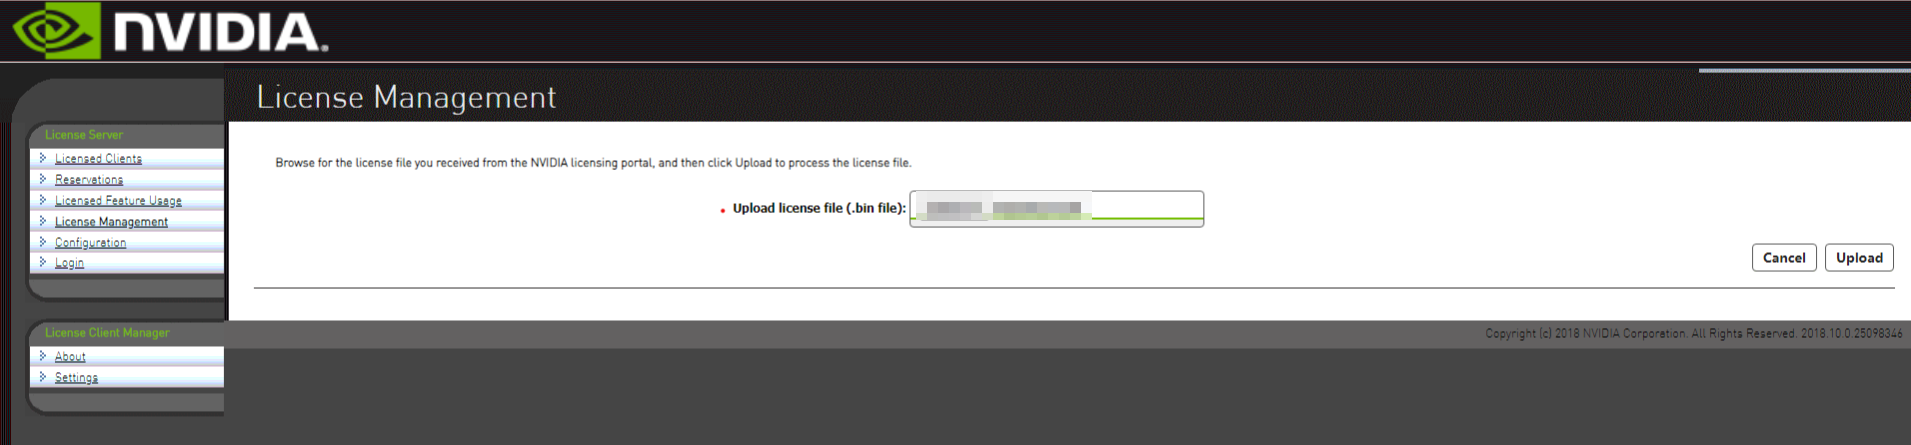 NVIDIA.
License Management
License Server
Licensed Clients
Reservations
Licensed Feature Usage
License Management
Configuration
Login
License Client Manager
About
Settings
Browse for the license file you received from the NVIDIA licensing portal, and then click Upload to process the license file.
Upload license file (.bin file):
Cancel Upload
Copyright (c) 2018 NVIDIA Corporation. All Rights Reserved. 2018.10.0.25098346